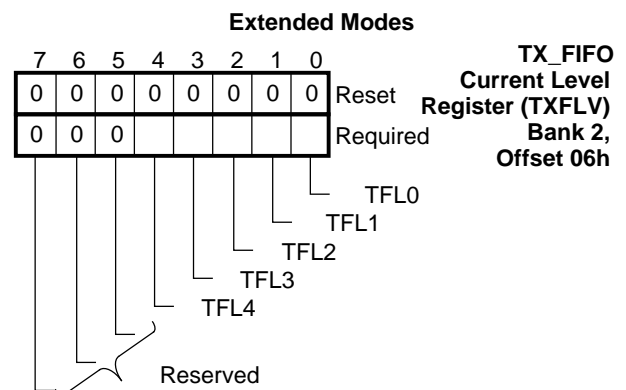 Extended Modes
7 6 5 4 3 2 1 0
0 0 0 0 0 0 0 0 Reset
0 0 0 Required
TX_FIFO
Current Level
Register (TXFLV)
Bank 2,
Offset 06h
TFL0
TFL1
TFL2
TFL3
TFL4
Reserved